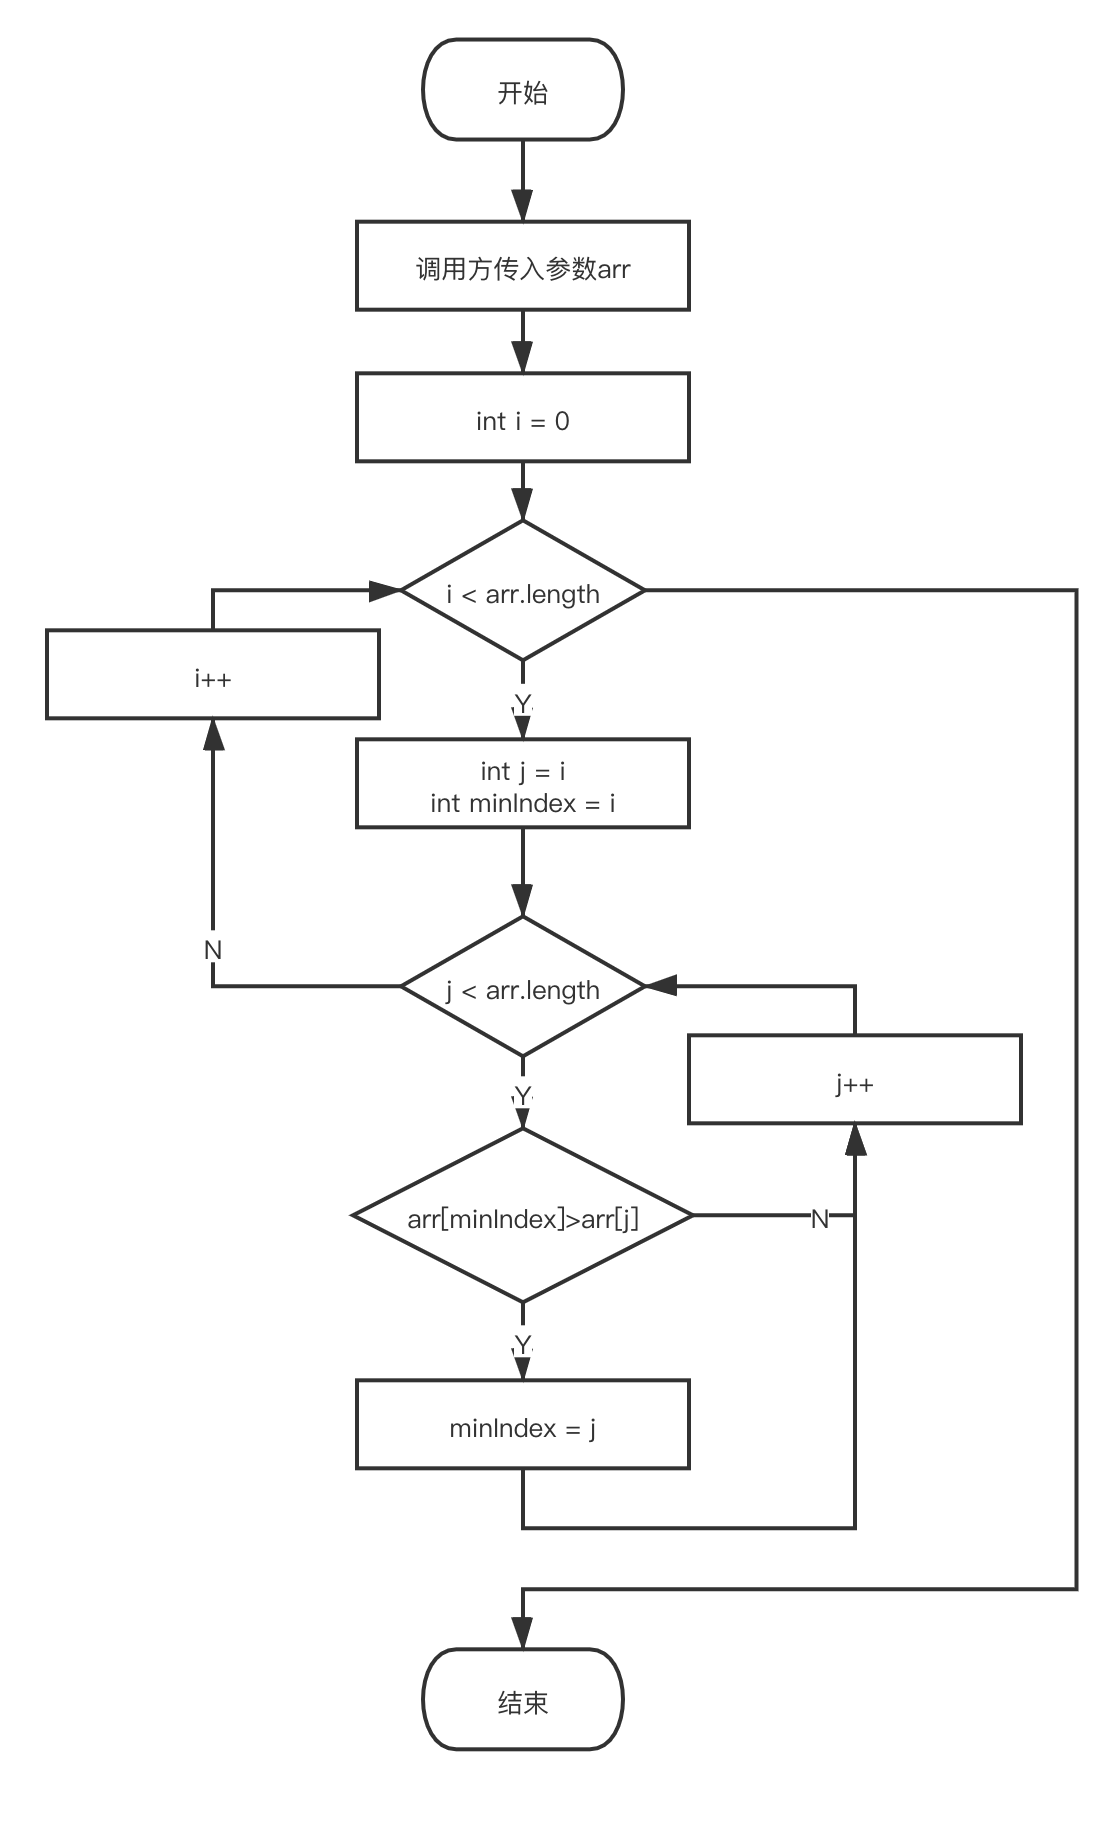 开始
调用方传入参数arr
int i = 0
i < arr.length
i++
Y
int j = i
int minIndex = i
N
j < arr.length
j++
Y
arr[minIndex]>arr[j]
N
Y
minIndex = j
结束